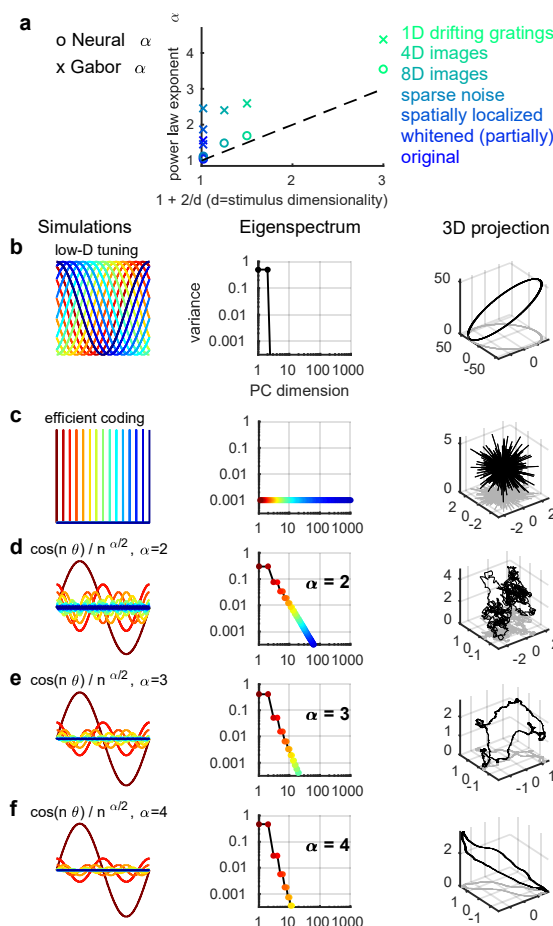 a
α
o Neural α
x Gabor α
power law exponent
4
3
2
1
1
2
3
1 + 2/d (d=stimulus dimensionality)
1D drifting gratings
4D images
8D images
sparse noise
spatially localized
whitened (partially)
original
Simulations
Eigenspectrum
3D projection
b
low-D tuning
variance
1
0.1
0.01
0.001
1
10
100
1000
PC dimension
50
0
50
0
-50
0
c
efficient coding
1
0.1
0.01
0.001
1
10
100
1000
5
0
2
0
-2
-2
0
2
d
cos(n θ) / n α/2 , α=2
1
0.1
0.01
0.001
1
10
100
1000
α = 2
4
2
0
1
0
-1
-2
0
2
e
cos(n θ) / n α/2 , α=3
1
0.1
0.01
0.001
1
10
100
1000
α = 3
2
1
0
1
0
-1
0
1
f
cos(n θ) / n α/2 , α=4
1
0.1
0.01
0.001
1
10
100
1000
α = 4
2
0
1
0
-1
0
1